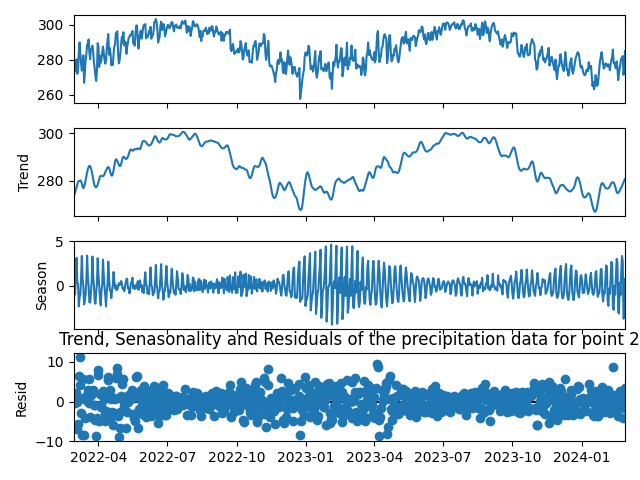 300
280
260
300
280
Trend
5
0
Season
Trend, Senasonality and Residuals of the precipitation data for point 2
10
0
−10
Resid
2022-04 2022-07 2022-10 2023-01 2023-04 2023-07 2023-10 2024-01